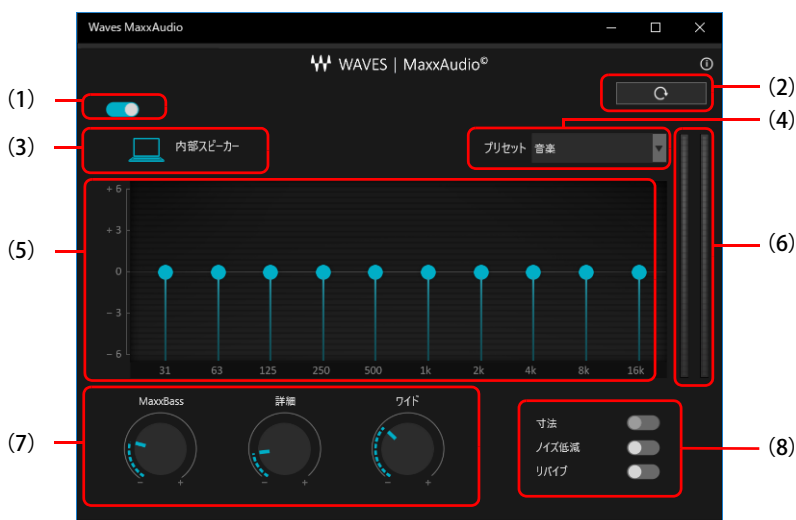 Waves MaxxAudio
WAVES | MaxxAudio©
(1)
(2)
(3)
内部スピーカー
(4)
プリセット 音楽
(5)
+ 6
+ 3
0
- 3
- 6
31 63 125 250 500 1k 2k 4k 8k 16k
(6)
(7)
MaxxBass 詳細 ワイド
- + - + - +
(8)
寸法
ノイズ低減
リバイブ